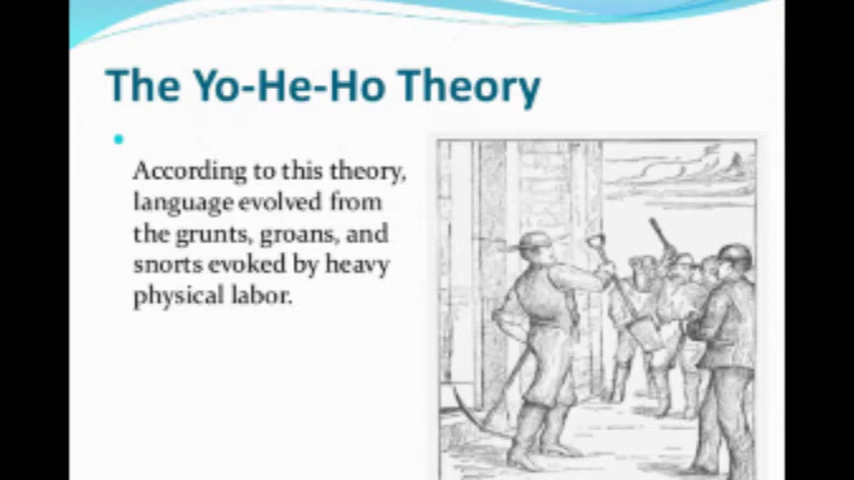 The Yo-He-Ho Theory
According to this theory,
language evolved from
the grunts, groans, and
snorts evoked by heavy
physical labor.